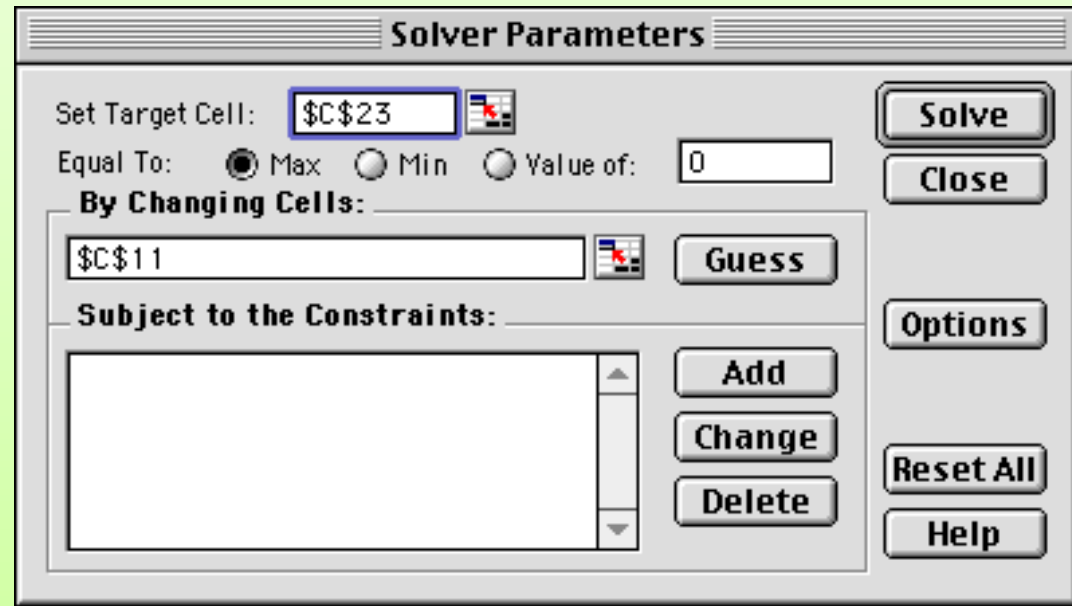 Solver Parameters
Set Target Cell: $C$23
Solve
Equal To: Max Min Value of: 0
Close
By Changing Cells:
$C$11
Guess
Subject to the Constraints:
Options
Add
Change
Reset All
Delete
Help